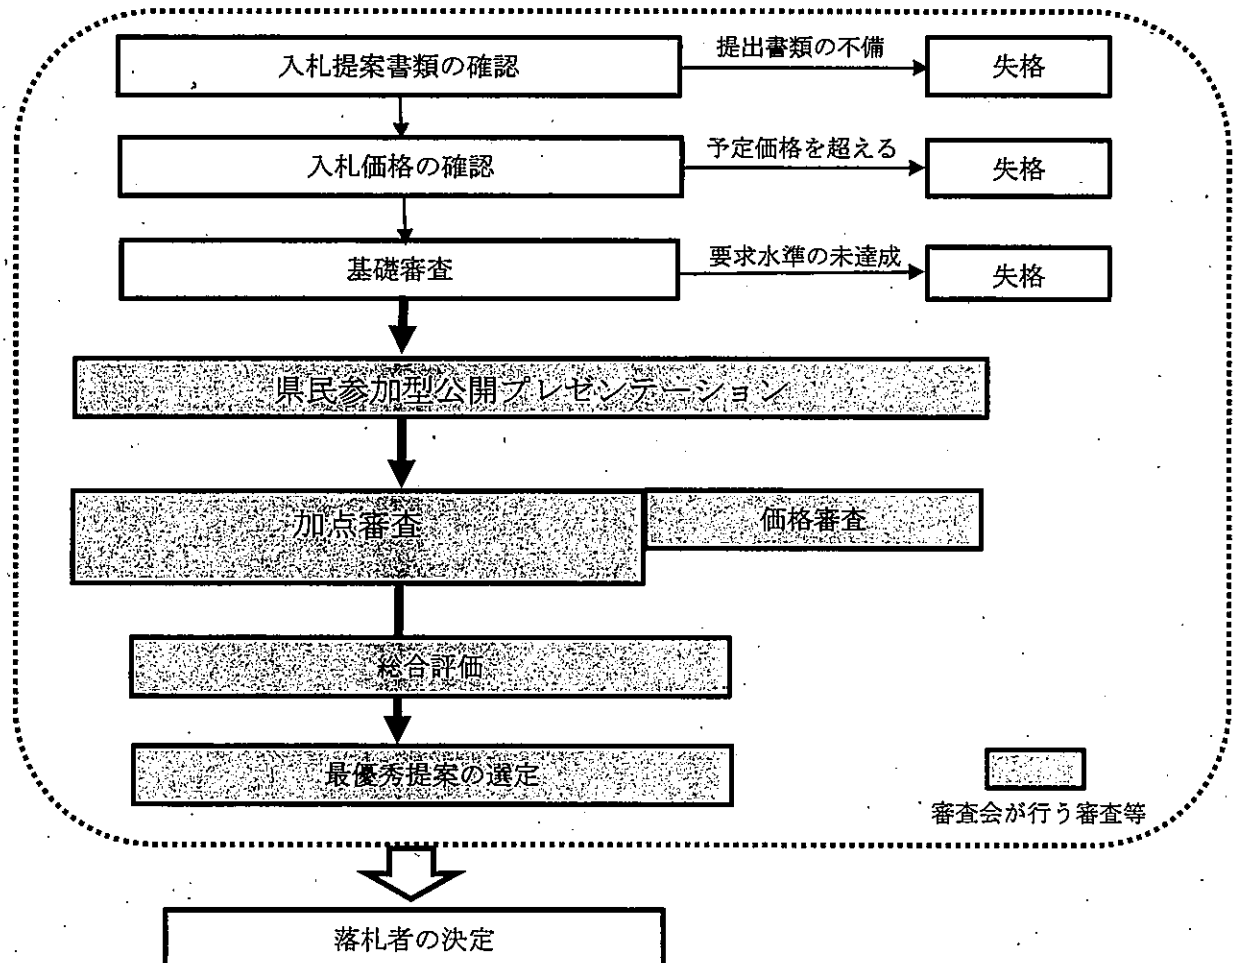 入札提案書類の確認
提出書類の不備
失格
入札価格の確認
予定価格を超える
失格
基礎審査
要求水準の未達成
失格
県民参加型公開プレゼンテーション
加点審査
価格審査
総合評価
最優秀提案の選定
審査会が行う審査等
落札者の決定